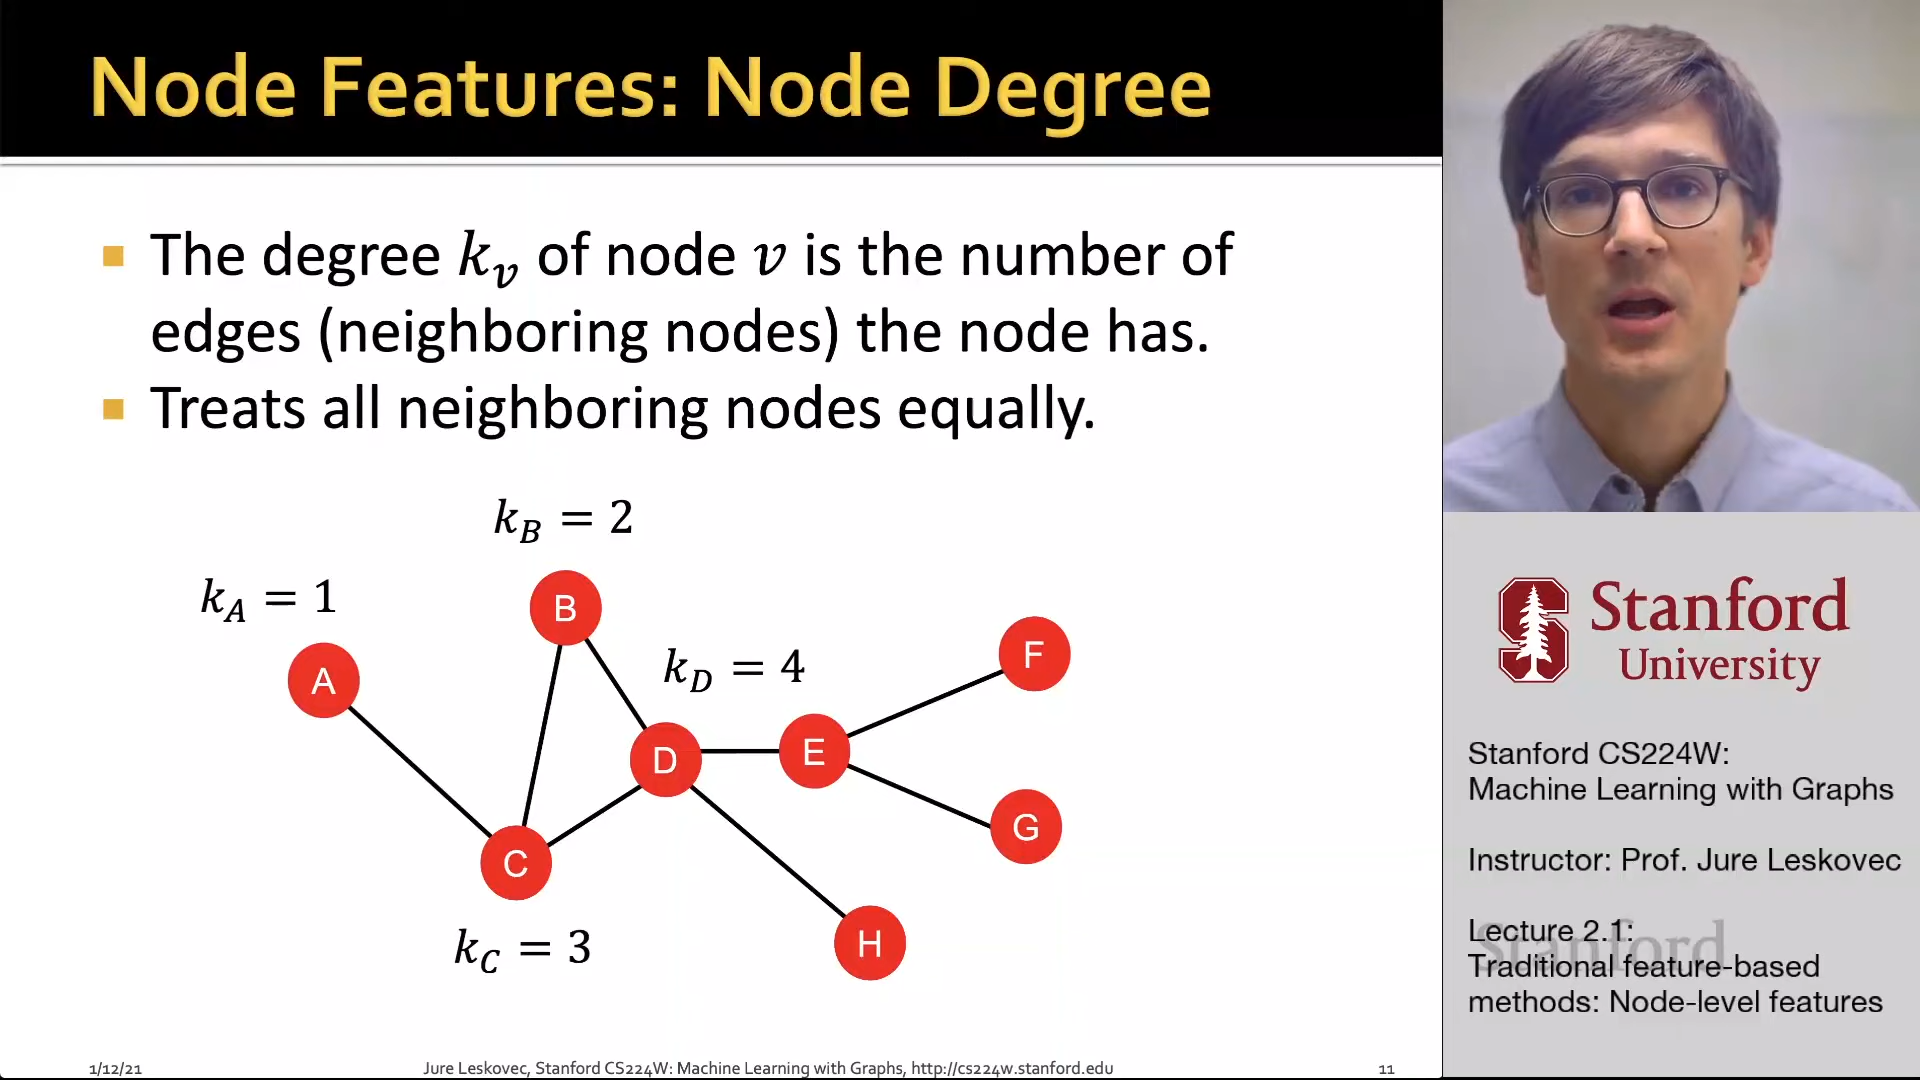 Node Features: Node Degree
The degree k_v of node v is the number of
edges (neighboring nodes) the node has.
Treats all neighboring nodes equally.
k_B = 2
k_A = 1
B
k_D = 4
F
A
D
E
G
C
H
k_C = 3
1/12/21
Jure Leskovec, Stanford CS224W: Machine Learning with Graphs, http://cs224w.stanford.edu
11
Stanford
University
Stanford CS224W:
Machine Learning with Graphs
Instructor: Prof. Jure Leskovec
Lecture 2.1:
Stanford
Traditional feature-based
methods: Node-level features